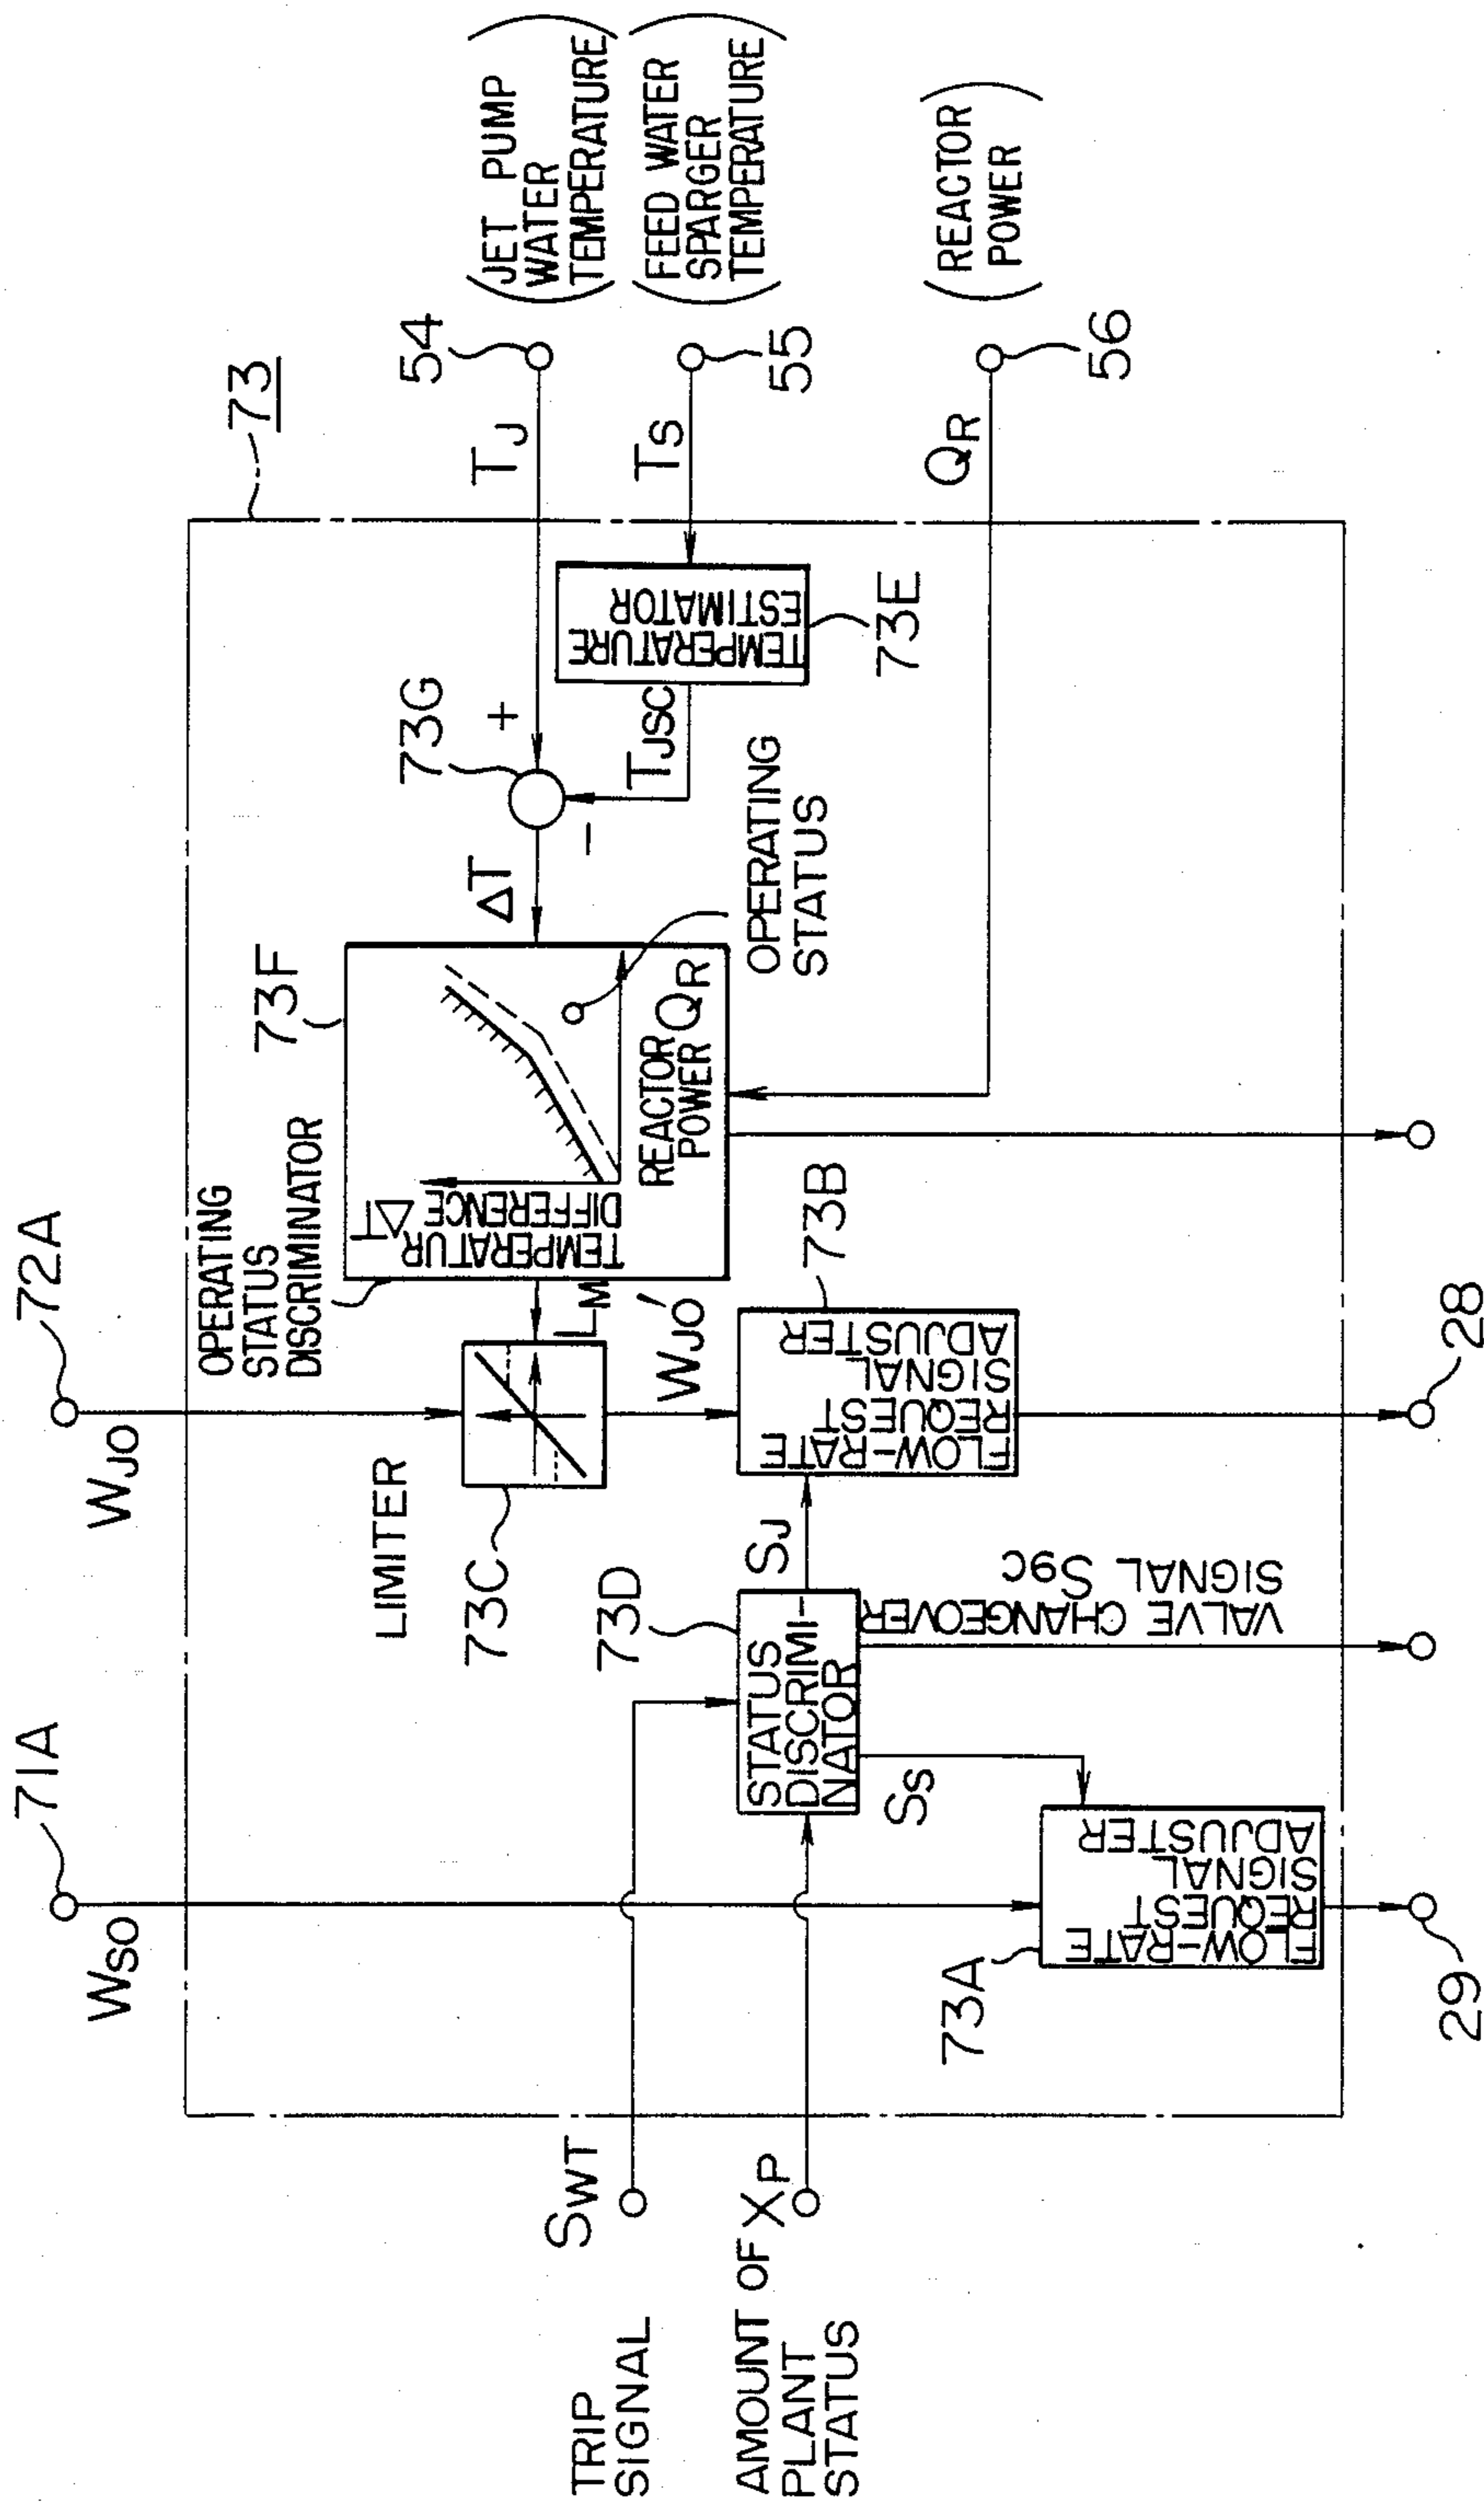 71A
WSO
72A
WJO
73
OPERATING
STATUS
DISCRIMINATOR
73F
73G
54
TJ
(JET PUMP
WATER
TEMPERATURE)
LIMITER
73C
LM
TEMPERATUR
DIFFERENCE
ΔT
REACTOR
POWER QR
ΔT
+
−
TJSC
TEMPERATURE
ESTIMATOR
73E
TS
55
(FEED WATER
SPARGER
TEMPERATURE)
OPERATING
STATUS
TRIP
SIGNAL
SWT
73D
STATUS
DISCRIMI-
NATOR
SJ
WJO'
73B
FLOW-RATE
REQUEST
SIGNAL
ADJUSTER
AMOUNT OF
PLANT
STATUS
XP
SS
VALVE CHANGEOVER
SIGNAL S9C
QR
56
(REACTOR
POWER)
73A
FLOW-RATE
REQUEST
SIGNAL
ADJUSTER
29
28